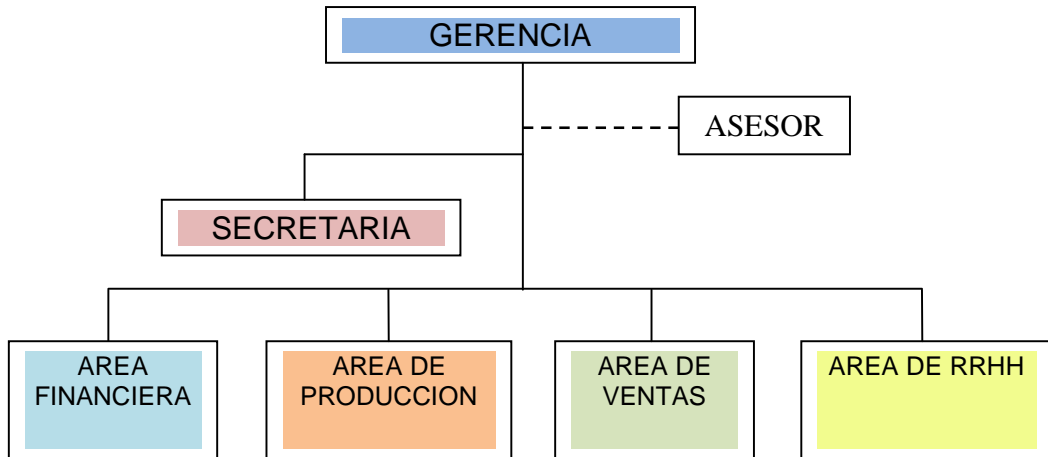 GERENCIA
ASESOR
SECRETARIA
AREA
FINANCIERA
AREA DE
PRODUCCION
AREA DE
VENTAS
AREA DE RRHH